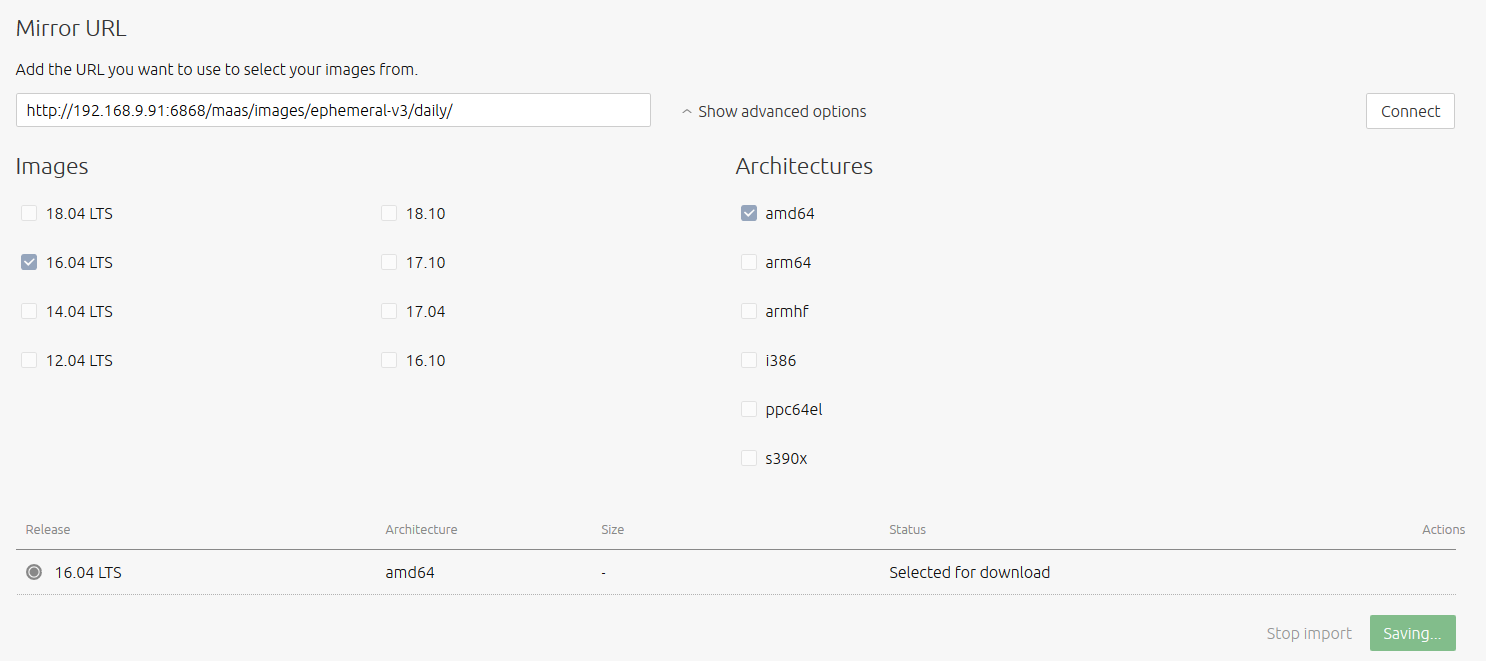 Mirror URL
Add the URL you want to use to select your images from.
http://192.168.9.91:6868/maas/images/ephemeral-v3/daily/ Show advanced options Connect
Images Architectures
18.04 LTS 18.10 amd64
16.04 LTS 17.10 arm64
14.04 LTS 17.04 armhf
12.04 LTS 16.10 i386
ppc64el
s390x
Release Architecture Size Status Actions
16.04 LTS amd64 - Selected for download
Stop import Saving...